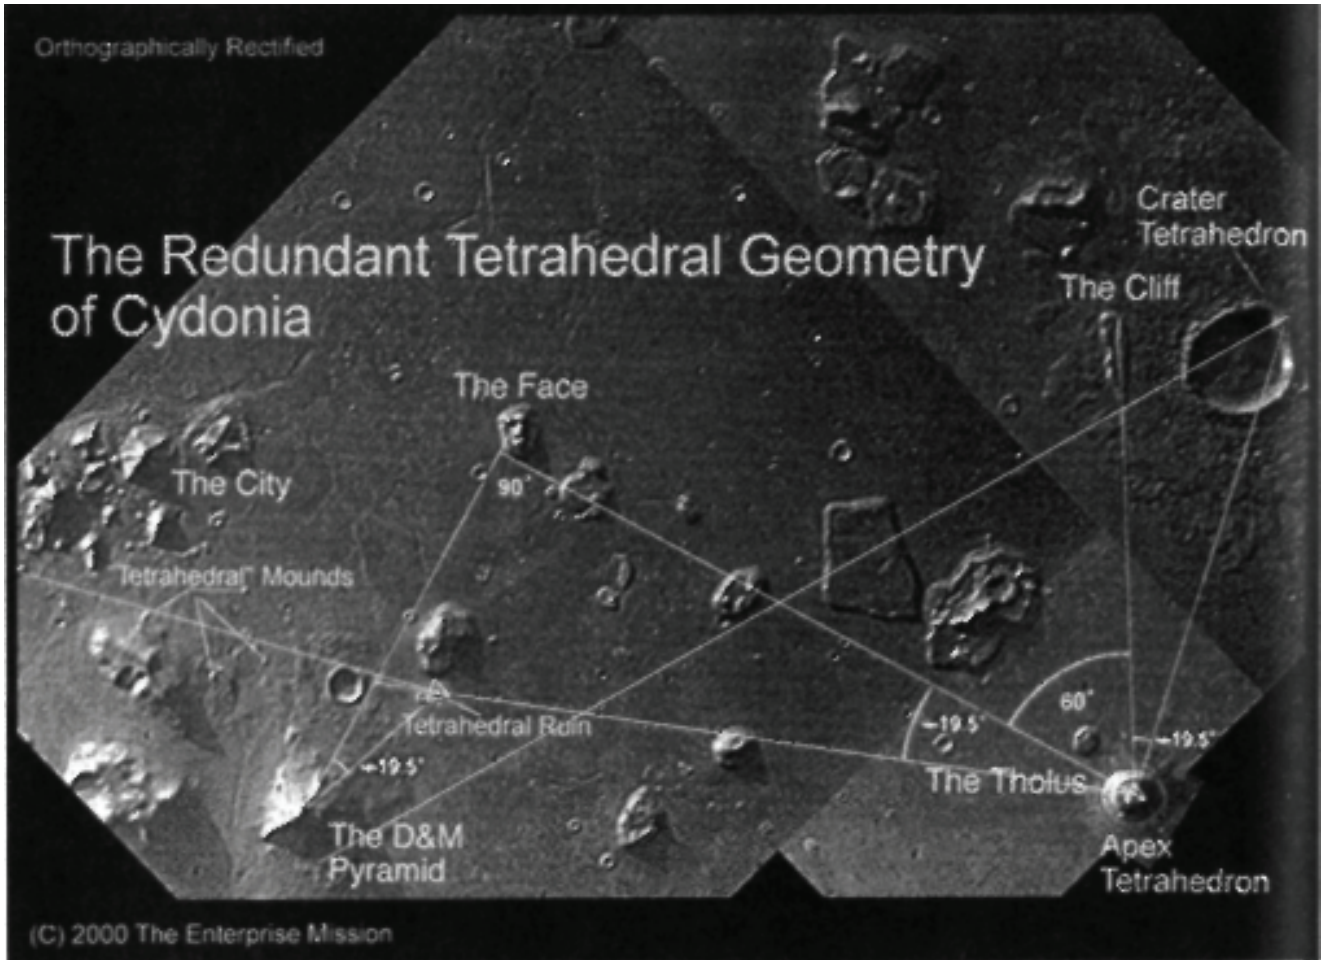 Orthographically Rectified
Crater
Tetrahedron
The Redundant Tetrahedral Geometry
of Cydonia
The Cliff
The Face
The City
90°
Tetrahedral" Mounds
60°
~19.5°
~19.5°
Tetrahedral Ruin
~19.5°
The Tholus
The D&M
Pyramid
Apex
Tetrahedron
(C) 2000 The Enterprise Mission